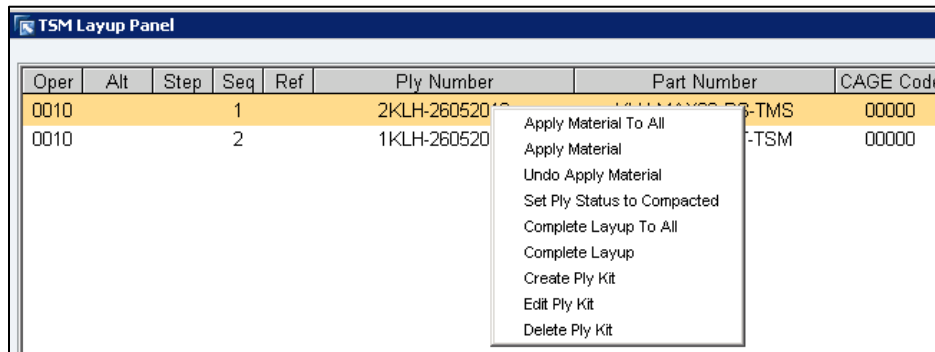 TSM Layup Panel
Oper Alt Step Seq Ref Ply Number Part Number CAGE Code
0010 1 -TMS 00000
0010 2 -TSM 00000
Apply Material To All
Apply Material
Undo Apply Material
Set Ply Status to Compacted
Complete Layup To All
Complete Layup
Create Ply Kit
Edit Ply Kit
Delete Ply Kit